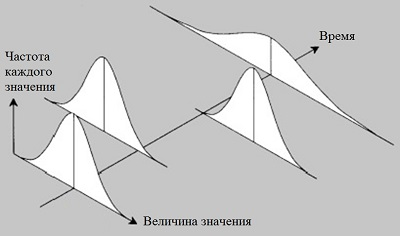 Время
Частота
каждого
значения
Величина значения